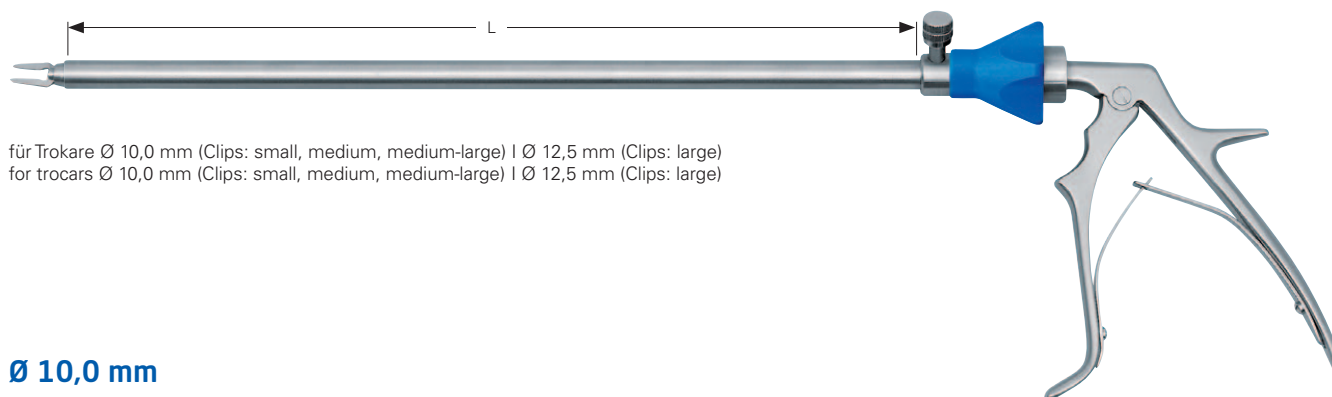 L
für Trokare Ø 10,0 mm (Clips: small, medium, medium-large) I Ø 12,5 mm (Clips: large)
for trocars Ø 10,0 mm (Clips: small, medium, medium-large) I Ø 12,5 mm (Clips: large)
Ø 10,0 mm